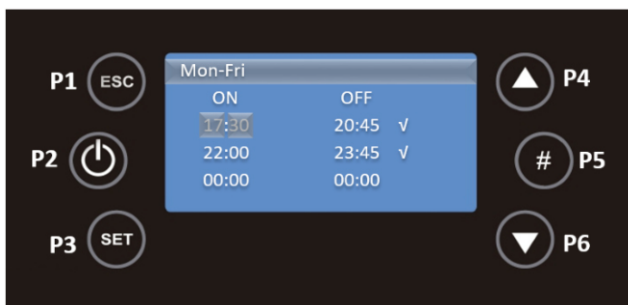 Mon-Fri
P1 ESC
ON OFF
P4
17:30 20:45 √
P2
22:00 23:45 √
# P5
00:00 00:00
P3 SET
P6